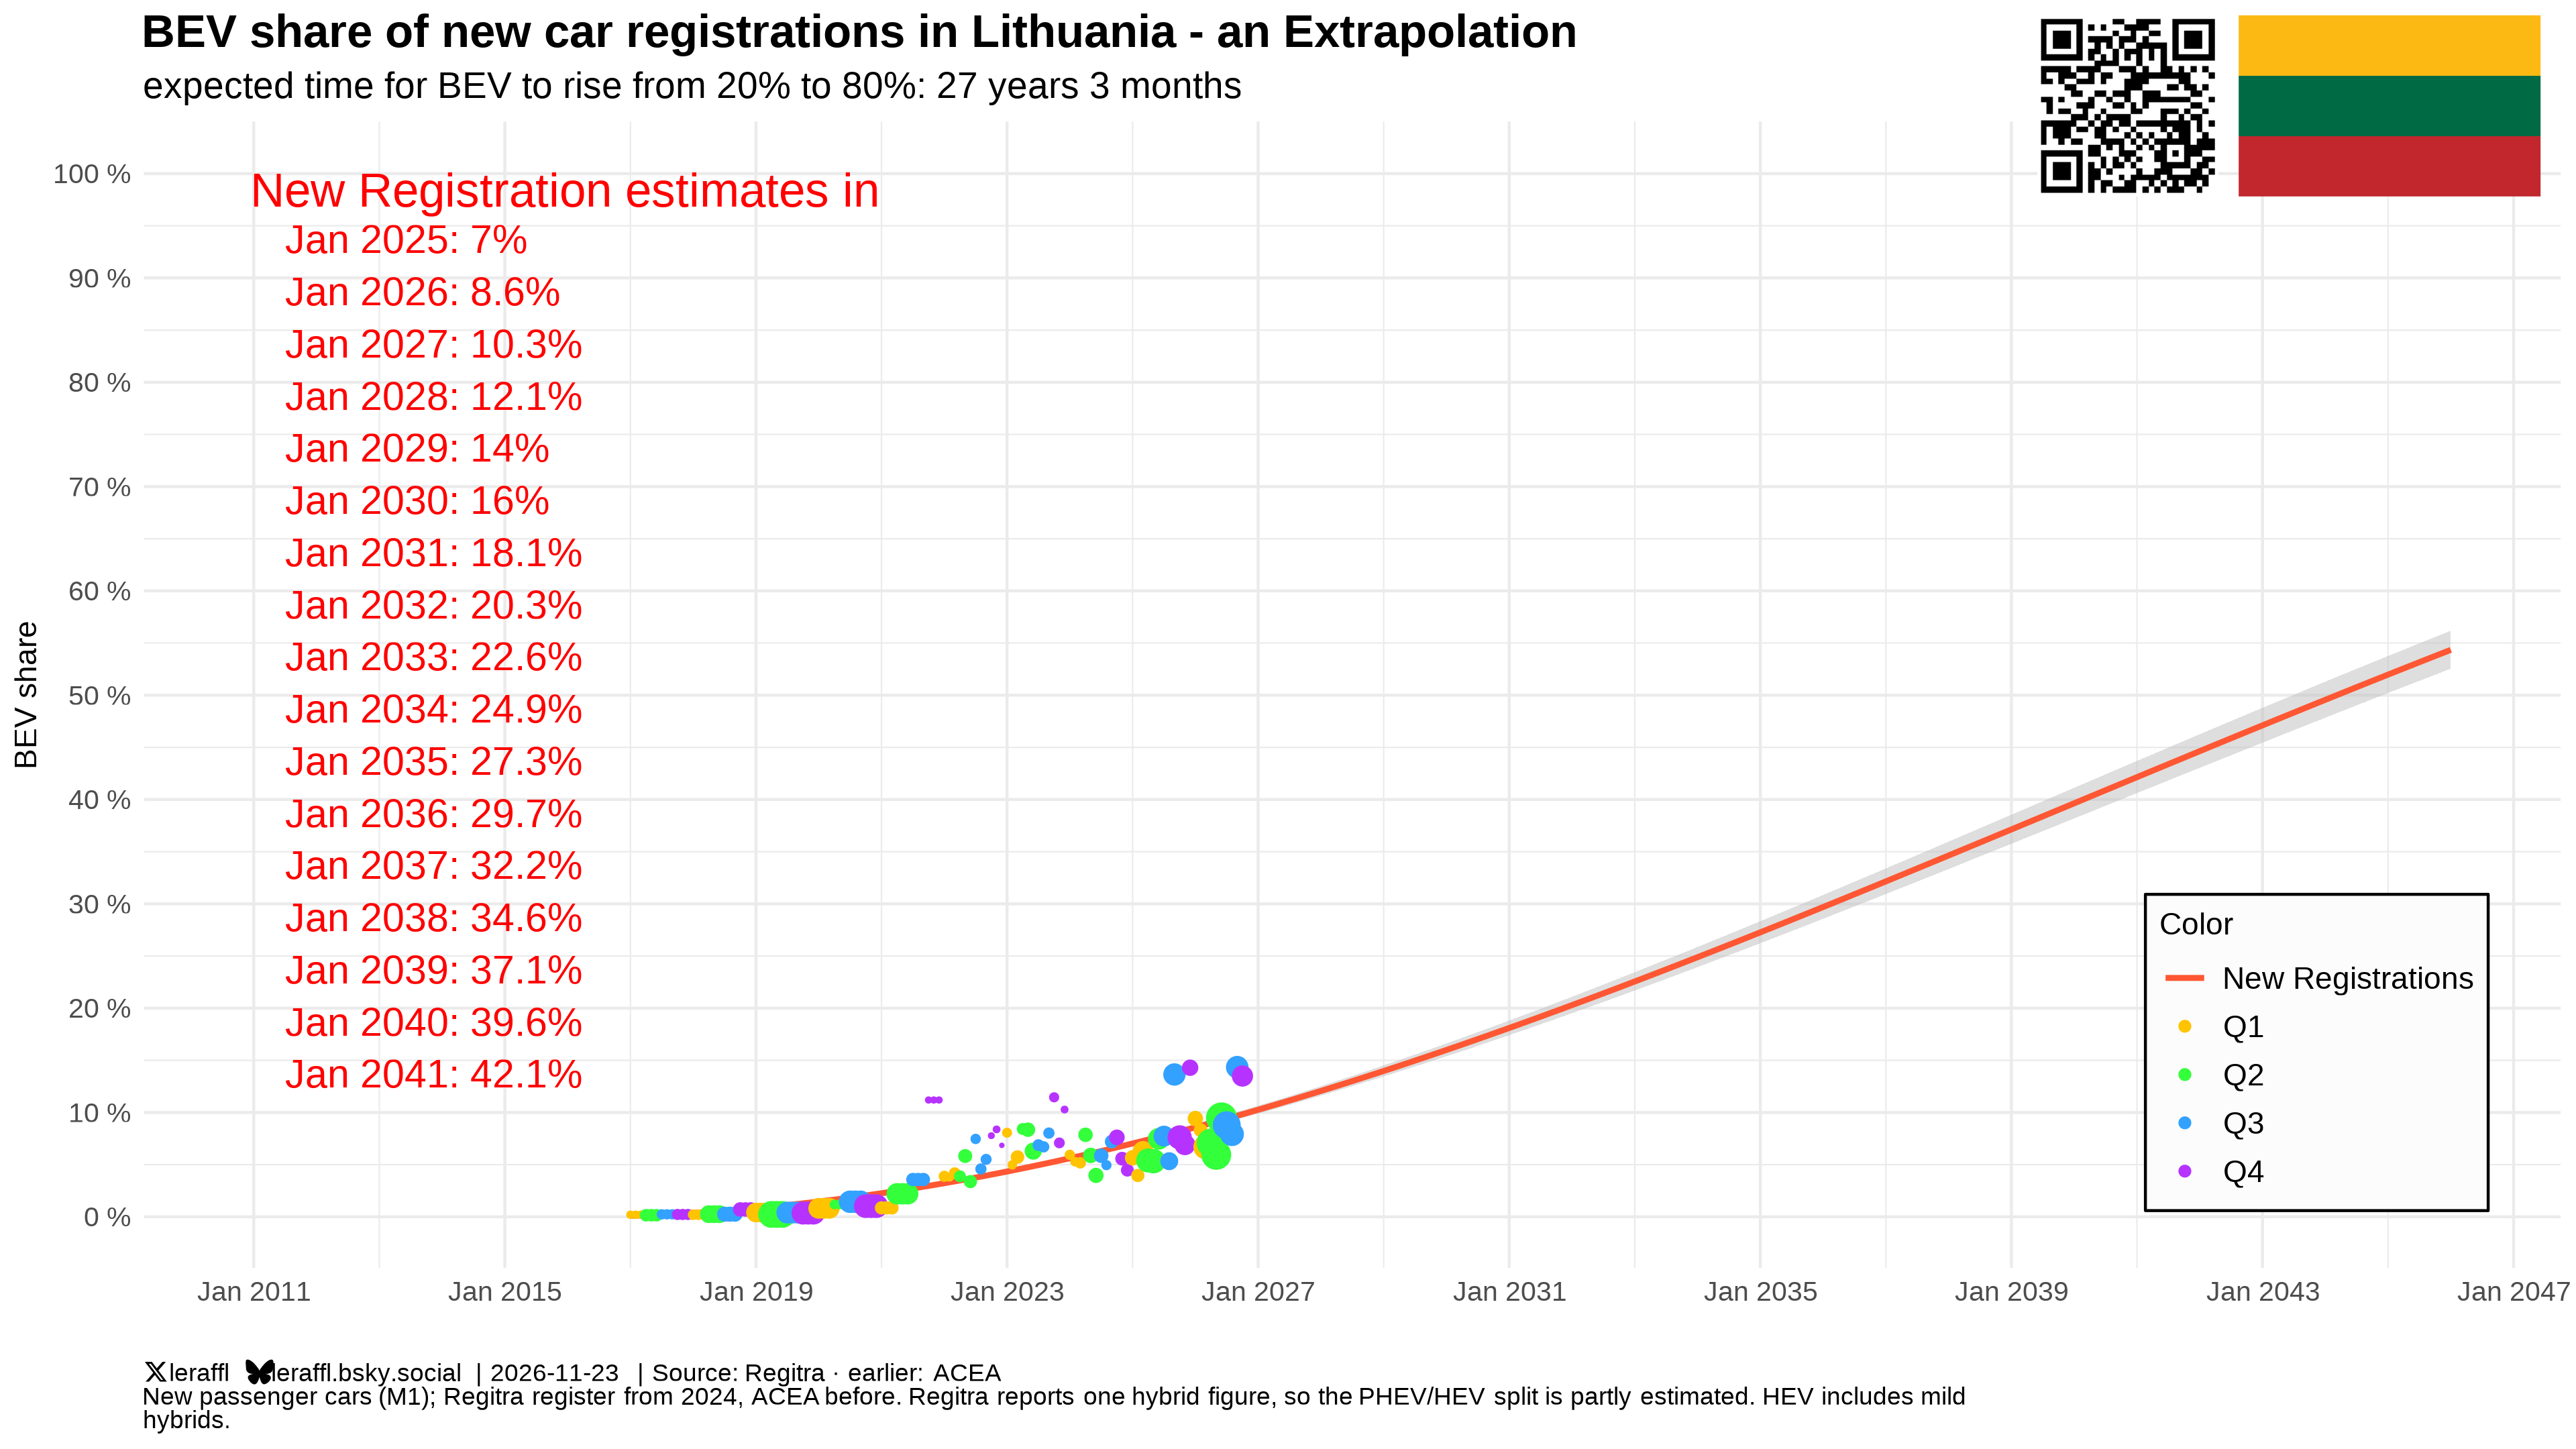 BEV share of new car registrations in Lithuania - an Extrapolation
expected time for BEV to rise from 20% to 80%: 27 years 3 months
100 %
90 %
80 %
70 %
60 %
50 %
40 %
30 %
20 %
10 %
0 %
BEV share
New Registration estimates in
Jan 2025: 7%
Jan 2026: 8.6%
Jan 2027: 10.3%
Jan 2028: 12.1%
Jan 2029: 14%
Jan 2030: 16%
Jan 2031: 18.1%
Jan 2032: 20.3%
Jan 2033: 22.6%
Jan 2034: 24.9%
Jan 2035: 27.3%
Jan 2036: 29.7%
Jan 2037: 32.2%
Jan 2038: 34.6%
Jan 2039: 37.1%
Jan 2040: 39.6%
Jan 2041: 42.1%
Color
New Registrations
Q1
Q2
Q3
Q4
Jan 2011 Jan 2015 Jan 2019 Jan 2023 Jan 2027 Jan 2031 Jan 2035 Jan 2039 Jan 2043 Jan 2047
leraffl leraffl.bsky.social | 2026-11-23 | Source: Regitra · earlier: ACEA
New passenger cars (M1); Regitra register from 2024, ACEA before. Regitra reports one hybrid figure, so the PHEV/HEV split is partly estimated. HEV includes mild
hybrids.